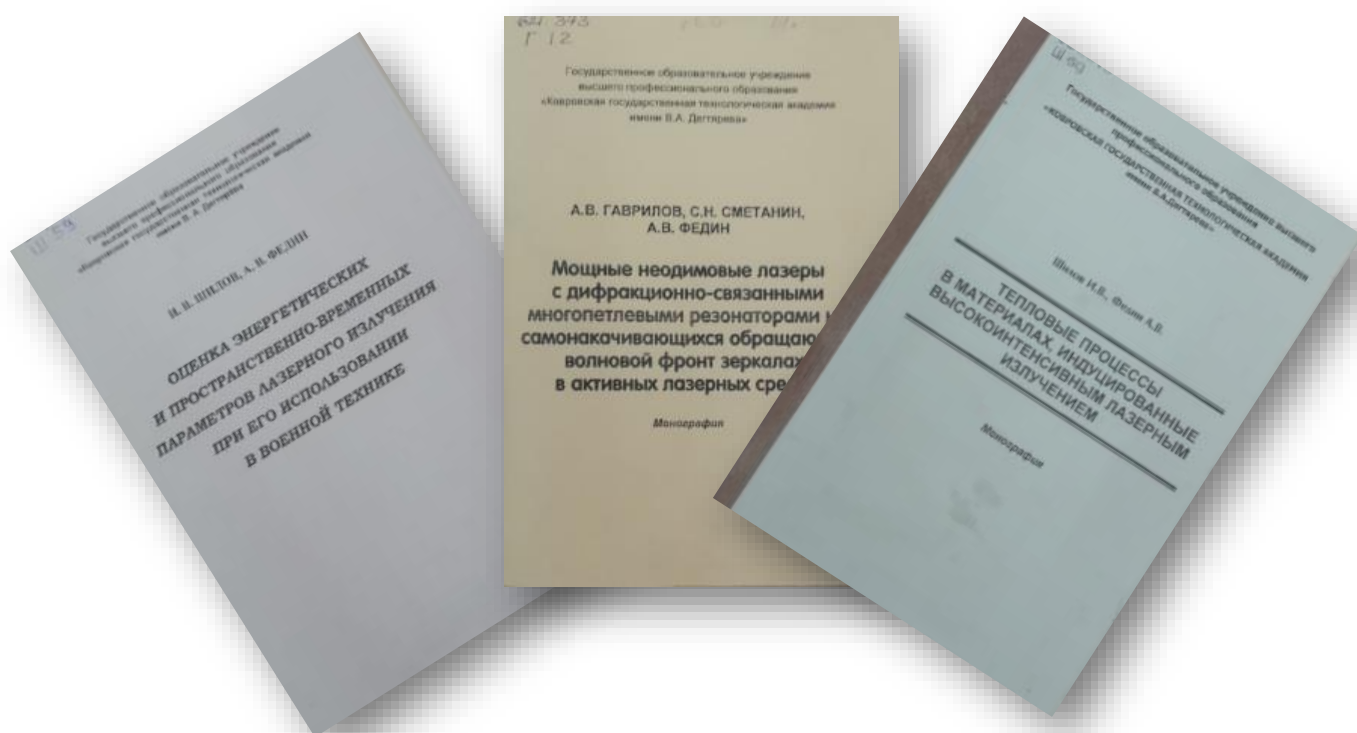 Ш 59
Государственное образовательное учреждение
высшего профессионального образования
«Ковровская государственная технологическая академия
имени В. А. Дегтярева
И. В. ШИЛОВ, А. В. ФЕДИН
ОЦЕНКА ЭНЕРГЕТИЧЕСКИХ
И ПРОСТРАНСТВЕННО-ВРЕМЕННЫХ
ПАРАМЕТРОВ ЛАЗЕРНОГО ИЗЛУЧЕНИЯ
ПРИ ЕГО ИСПОЛЬЗОВАНИИ
В ВОЕННОЙ ТЕХНИКЕ
621.373
Г 12
Государственное образовательное учреждение
высшего профессионального образования
«Ковровская государственная технологическая академия
имени В.А. Дегтярева»
А.В. ГАВРИЛОВ, С.Н. СМЕТАНИН,
А.В. ФЕДИН
Мощные неодимовые лазеры
с дифракционно-связанными
многопетлевыми резонаторами
самонакачивающихся обращаю
волновой фронт зеркалах
в активных лазерных сре
Монография
Государственное образовательное учреждение высшего
профессионального образования
«КОВРОВСКАЯ ГОСУДАРСТВЕННАЯ ТЕХНОЛОГИЧЕСКАЯ АКАДЕМИЯ
имени В.А.Дегтярева»
Шилов И.В., Федин А.В.
ТЕПЛОВЫЕ ПРОЦЕССЫ
В МАТЕРИАЛАХ, ИНДУЦИРОВАННЫЕ
ВЫСОКОИНТЕНСИВНЫМ ЛАЗЕРНЫМ
ИЗЛУЧЕНИЕМ
Монография